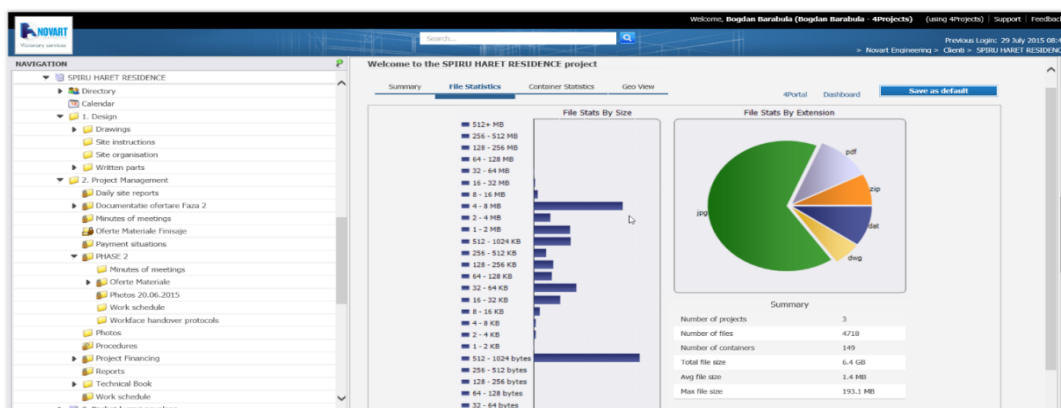 Welcome, Bogdan Barabula (Bogdan Barabula - 4Projects) (using 4Projects) | Support | Feedbac
NOVART
Visionary services
Search...
Previous Login: 29 July 2015 08:4
> Novart Engineering > Clienti > SPIRU HARET RESIDENC
NAVIGATION
SPIRU HARET RESIDENCE
Directory
Calendar
1. Design
Drawings
Site instructions
Site organisation
Written parts
2. Project Management
Daily site reports
Documentatie ofertare Faza 2
Minutes of meetings
Oferte Materiale Finisaje
Payment situations
PHASE 2
Minutes of meetings
Oferte Materiale
Photos 20.06.2015
Work schedule
Workface handover protocols
Photos
Procedures
Project Financing
Reports
Technical Book
Work schedule
Welcome to the SPIRU HARET RESIDENCE project
Summary File Statistics Container Statistics Geo View
4Portal Dashboard Save as default
File Stats By Size
512+ MB
256 - 512 MB
128 - 256 MB
64 - 128 MB
32 - 64 MB
16 - 32 MB
8 - 16 MB
4 - 8 MB
2 - 4 MB
1 - 2 MB
512 - 1024 KB
256 - 512 KB
128 - 256 KB
64 - 128 KB
32 - 64 KB
16 - 32 KB
8 - 16 KB
4 - 8 KB
2 - 4 KB
1 - 2 KB
512 - 1024 bytes
256 - 512 bytes
128 - 256 bytes
64 - 128 bytes
32 - 64 bytes
File Stats By Extension
pdf
zip
dat
dwg
jpg
Summary
Number of projects 3
Number of files 4718
Number of containers 149
Total file size 6.4 GB
Avg file size 1.4 MB
Max file size 193.1 MB